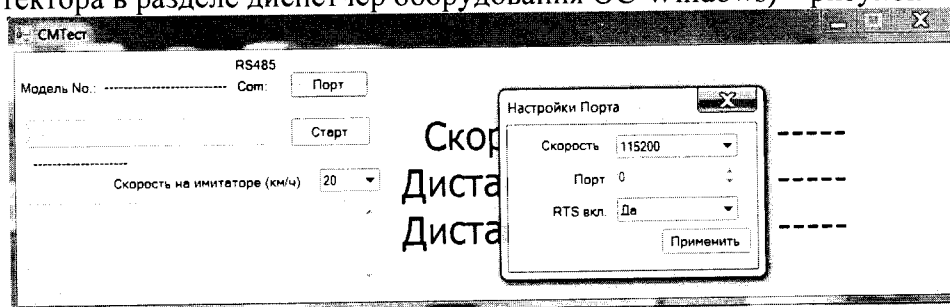 тектора в разделе диспетчер оборудования ОС Windows) - рисунок
СМТест
RS485
Модель No.: ------------------------ Com: Порт
Старт
------------------
Скорость на имитаторе (км/ч) 20
Скор -----
Диста -----
Диста -----
Настройки Порта
Скорость 115200
Порт 0
RTS вкл. Да
Применить